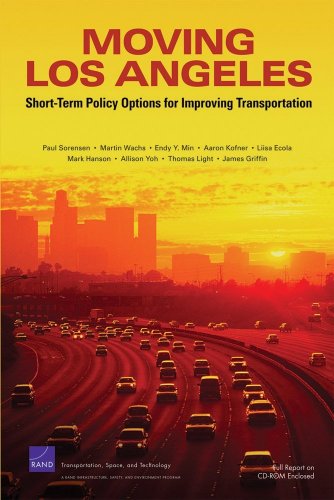 MOVING
LOS ANGELES
Short-Term Policy Options for Improving Transportation
Paul Sorensen • Martin Wachs • Endy Y. Min • Aaron Kofner • Liisa Ecola
Mark Hanson • Allison Yoh • Thomas Light • James Griffin
RAND
Transportation, Space, and Technology
A RAND INFRASTRUCTURE, SAFETY, AND ENVIRONMENT PROGRAM
Full Report on
CD-ROM Enclosed